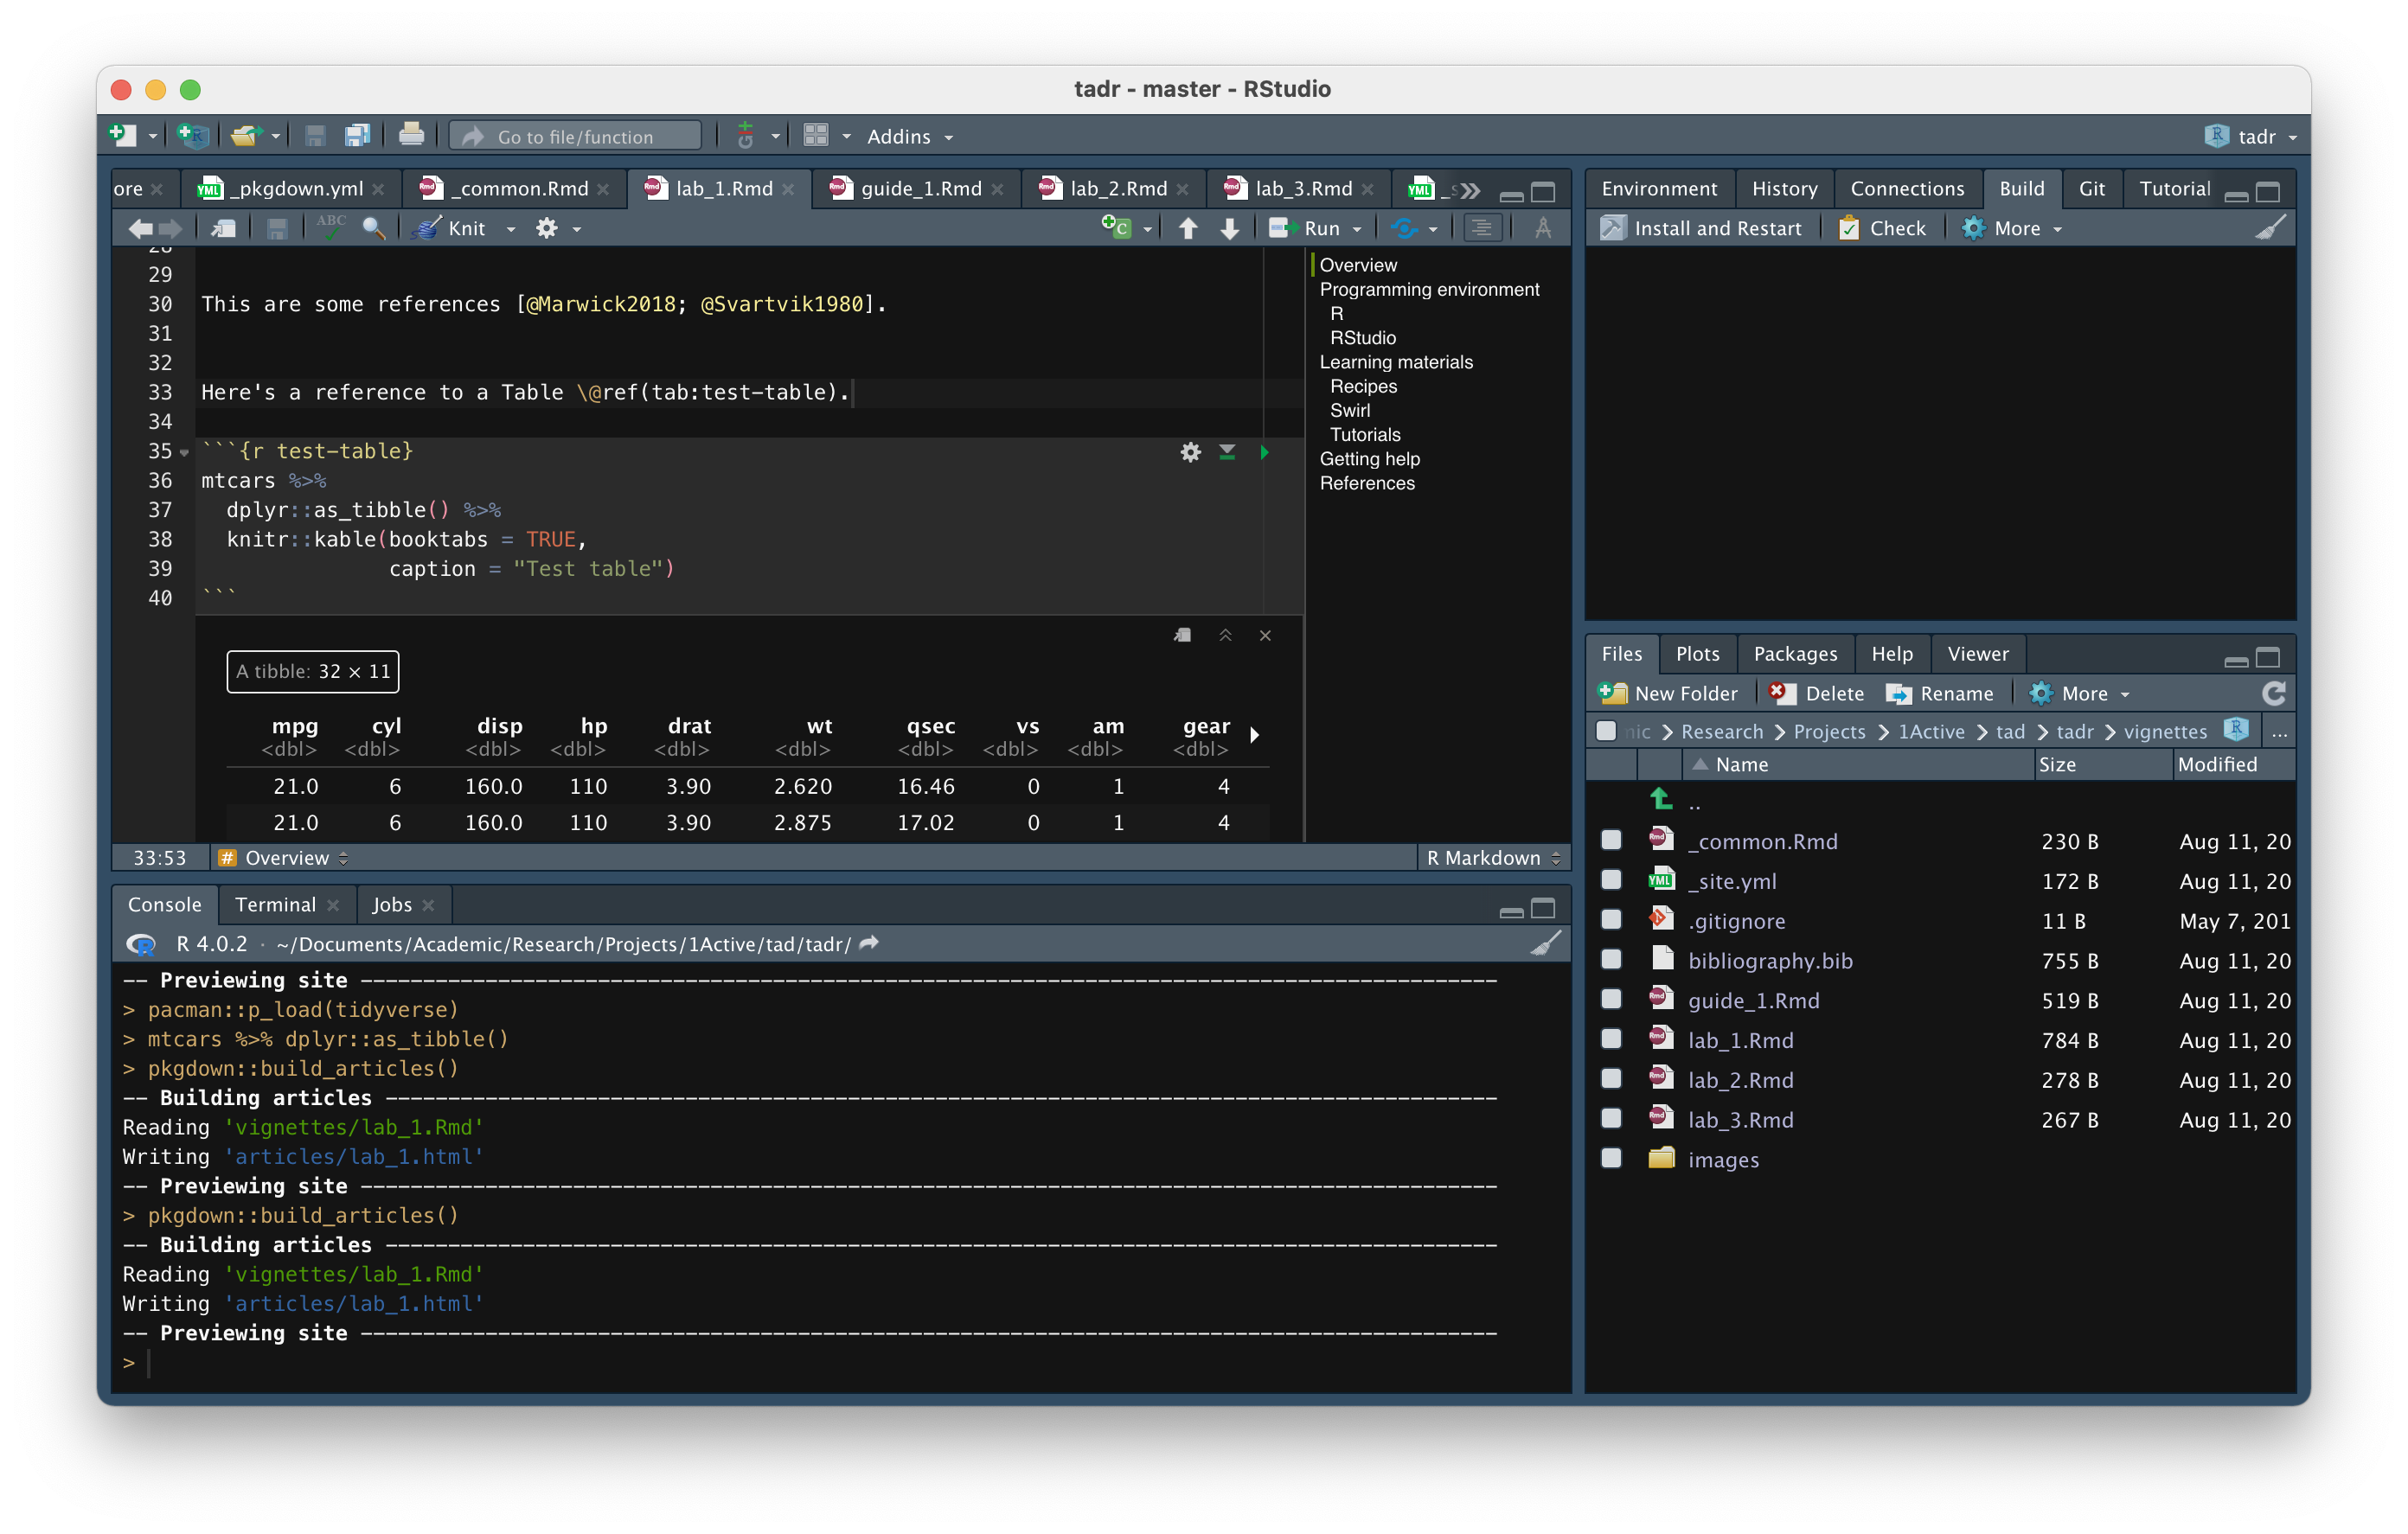 tadr - master - RStudio
Go to file/function
Addins
tadr
ore
_pkgdown.yml
_common.Rmd
lab_1.Rmd
guide_1.Rmd
lab_2.Rmd
lab_3.Rmd
ABC
Knit
Run
29
30 This are some references [@Marwick2018; @Svartvik1980].
31
32
33 Here's a reference to a Table \@ref(tab:test-table).
34
35 ```{r test-table}
36 mtcars %>%
37 dplyr::as_tibble() %>%
38 knitr::kable(booktabs = TRUE,
39 caption = "Test table")
40 ```
Overview
Programming environment
R
RStudio
Learning materials
Recipes
Swirl
Tutorials
Getting help
References
A tibble: 32 × 11
mpg cyl disp hp drat wt qsec vs am gear
<dbl> <dbl> <dbl> <dbl> <dbl> <dbl> <dbl> <dbl> <dbl> <dbl>
21.0 6 160.0 110 3.90 2.620 16.46 0 1 4
21.0 6 160.0 110 3.90 2.875 17.02 0 1 4
33:53
# Overview
R Markdown
Console
Terminal
Jobs
R 4.0.2 · ~/Documents/Academic/Research/Projects/1Active/tad/tadr/
-- Previewing site -----------------------------------------------
> pacman::p_load(tidyverse)
> mtcars %>% dplyr::as_tibble()
> pkgdown::build_articles()
-- Building articles -----------------------------------------------
Reading 'vignettes/lab_1.Rmd'
Writing 'articles/lab_1.html'
-- Previewing site -----------------------------------------------
> pkgdown::build_articles()
-- Building articles -----------------------------------------------
Reading 'vignettes/lab_1.Rmd'
Writing 'articles/lab_1.html'
-- Previewing site -----------------------------------------------
>
Environment
History
Connections
Build
Git
Tutorial
Install and Restart
Check
More
Files
Plots
Packages
Help
Viewer
New Folder
Delete
Rename
More
nic > Research > Projects > 1Active > tad > tadr > vignettes
...
Name Size Modified
..
_common.Rmd 230 B Aug 11, 20
_site.yml 172 B Aug 11, 20
.gitignore 11 B May 7, 201
bibliography.bib 755 B Aug 11, 20
guide_1.Rmd 519 B Aug 11, 20
lab_1.Rmd 784 B Aug 11, 20
lab_2.Rmd 278 B Aug 11, 20
lab_3.Rmd 267 B Aug 11, 20
images